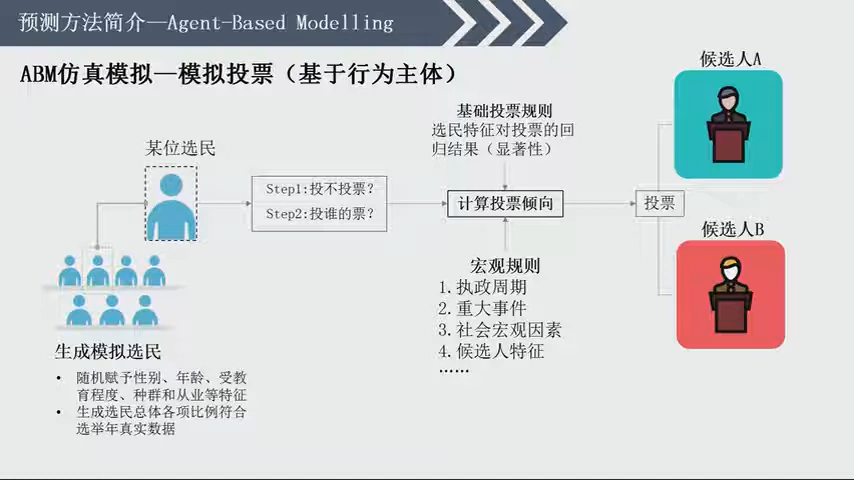 预测方法简介—Agent-Based Modelling
ABM仿真模拟—模拟投票（基于行为主体）
候选人A
基础投票规则
选民特征对投票的回
归结果（显著性）
某位选民
Step1:投不投票?
Step2:投谁的票?
计算投票倾向
投票
候选人B
宏观规则
1.执政周期
2.重大事件
3.社会宏观因素
4.候选人特征
……
生成模拟选民
• 随机赋予性别、年龄、受教
育程度、种群和从业等特征
• 生成选民总体各项比例符合
选举年真实数据